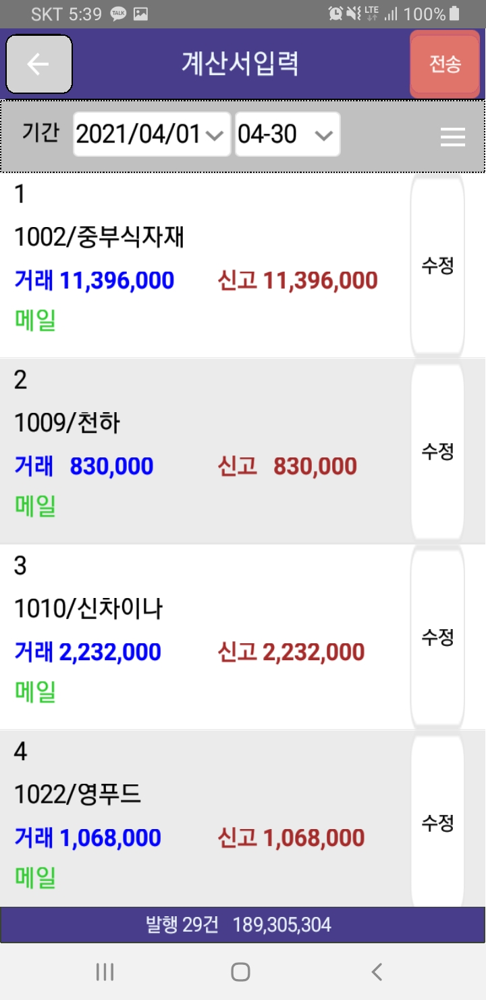 SKT 5:39 TALK LTE 100%
계산서입력 전송
기간 2021/04/01 04-30
1
1002/중부식자재
거래 11,396,000 신고 11,396,000 수정
메일
2
1009/천하
거래 830,000 신고 830,000 수정
메일
3
1010/신차이나
거래 2,232,000 신고 2,232,000 수정
메일
4
1022/영푸드
거래 1,068,000 신고 1,068,000 수정
메일
발행 29건 189,305,304